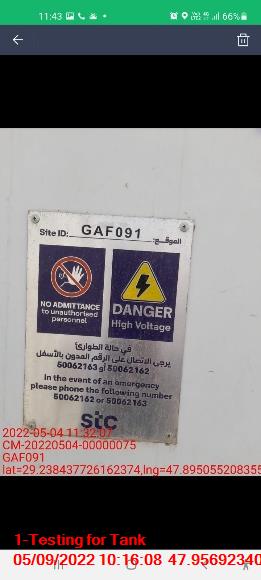 11:43
66%
Site ID: GAF091 الموقع:
NO ADMITTANCE
to unauthorised
personnel
DANGER
High Voltage
في حالة الطوارئ
يرجى الاتصال على الرقم المدون بالأسفل
50062162 أو 50062163
In the event of an emergency
please phone the following number
50062162 or 50062163
stc
2022-05-04 11:32:07
CM-20220504-00000075
GAF091
lat=29.238437726162374,lng=47.895055208355
1-Testing for Tank
05/09/2022 10:16:08 47.95692340